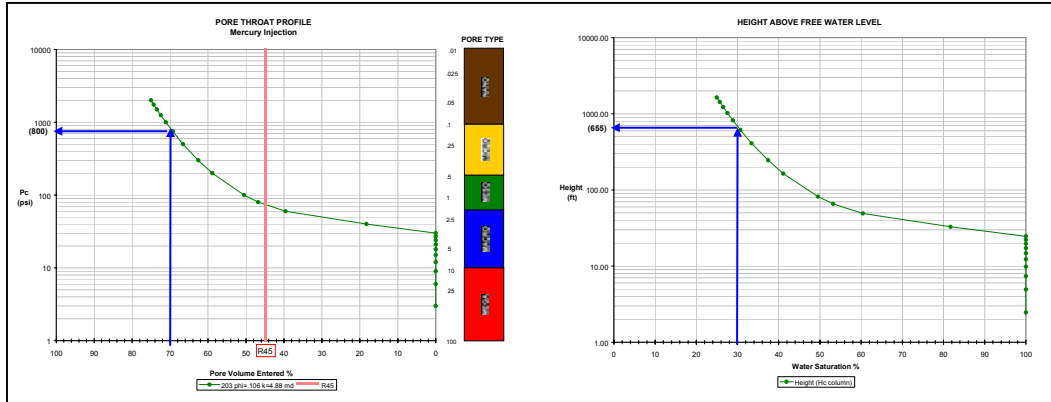 PORE THROAT PROFILE
Mercury Injection
10000
1000
(800)
100
10
1
Pc
(psi)
100 90 80 70 60 50 40 30 20 10 0
R45
Pore Volume Entered %
203 phi=.106 k=4.88 md R45
PORE TYPE
.01
.025
.05
.1
.25
.5
1
2.5
5
10
25
100
MICRO
HEIGHT ABOVE FREE WATER LEVEL
10000.00
1000.00
(655)
100.00
10.00
1.00
Height
(ft)
0 10 20 30 40 50 60 70 80 90 100
Water Saturation %
Height (Hc column)